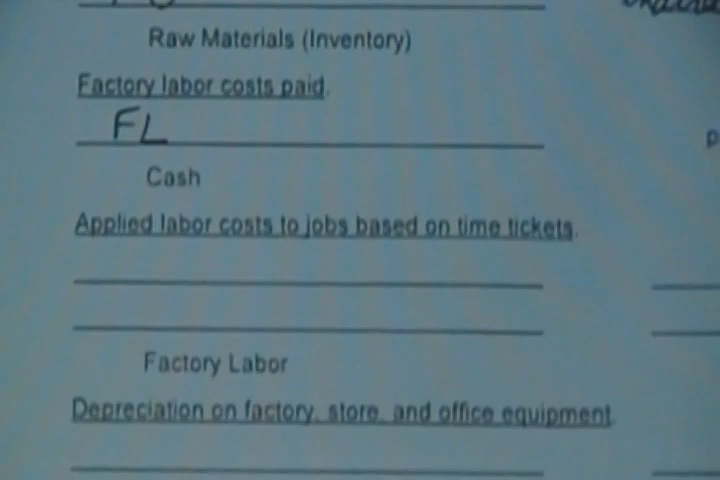 Raw Materials (Inventory)
Factory labor costs paid.
FL
Cash
Applied labor costs to jobs based on time tickets.
Factory Labor
Depreciation on factory, store, and office equipment.